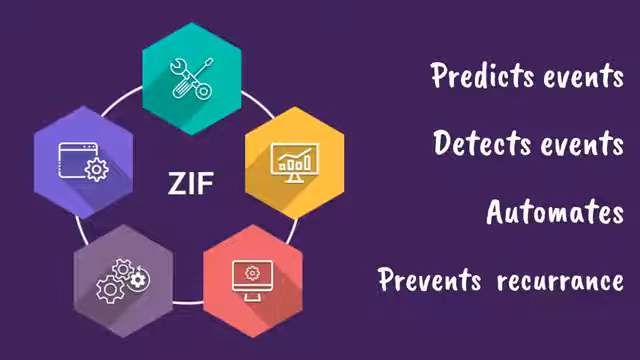 ZIF
Predicts events
Detects events
Automates
Prevents recurrance